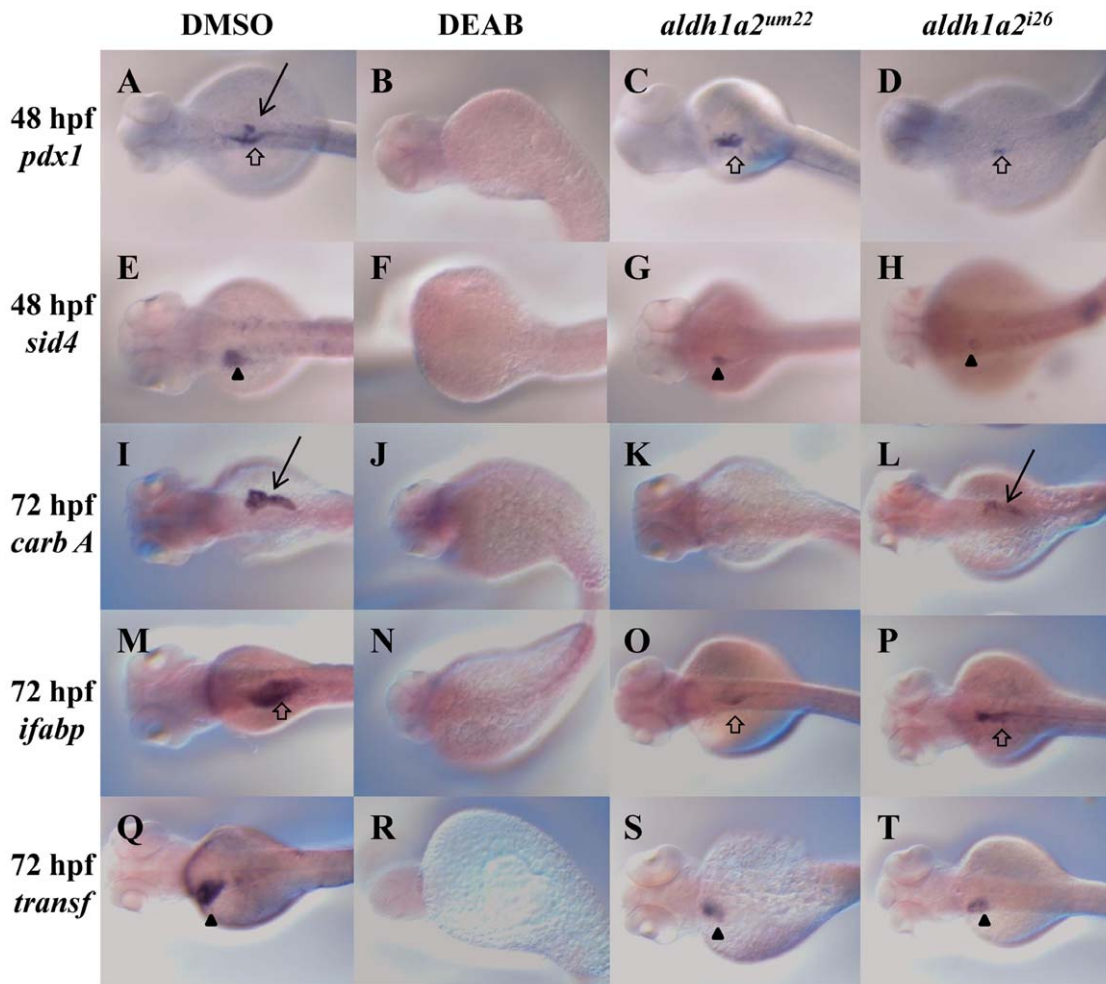 DMSO DEAB aldh1a2um22 aldh1a2i26
A B C D
48 hpf
pdx1
E F G H
48 hpf
sid4
I J K L
72 hpf
carb A
M N O P
72 hpf
ifabp
Q R S T
72 hpf
transf